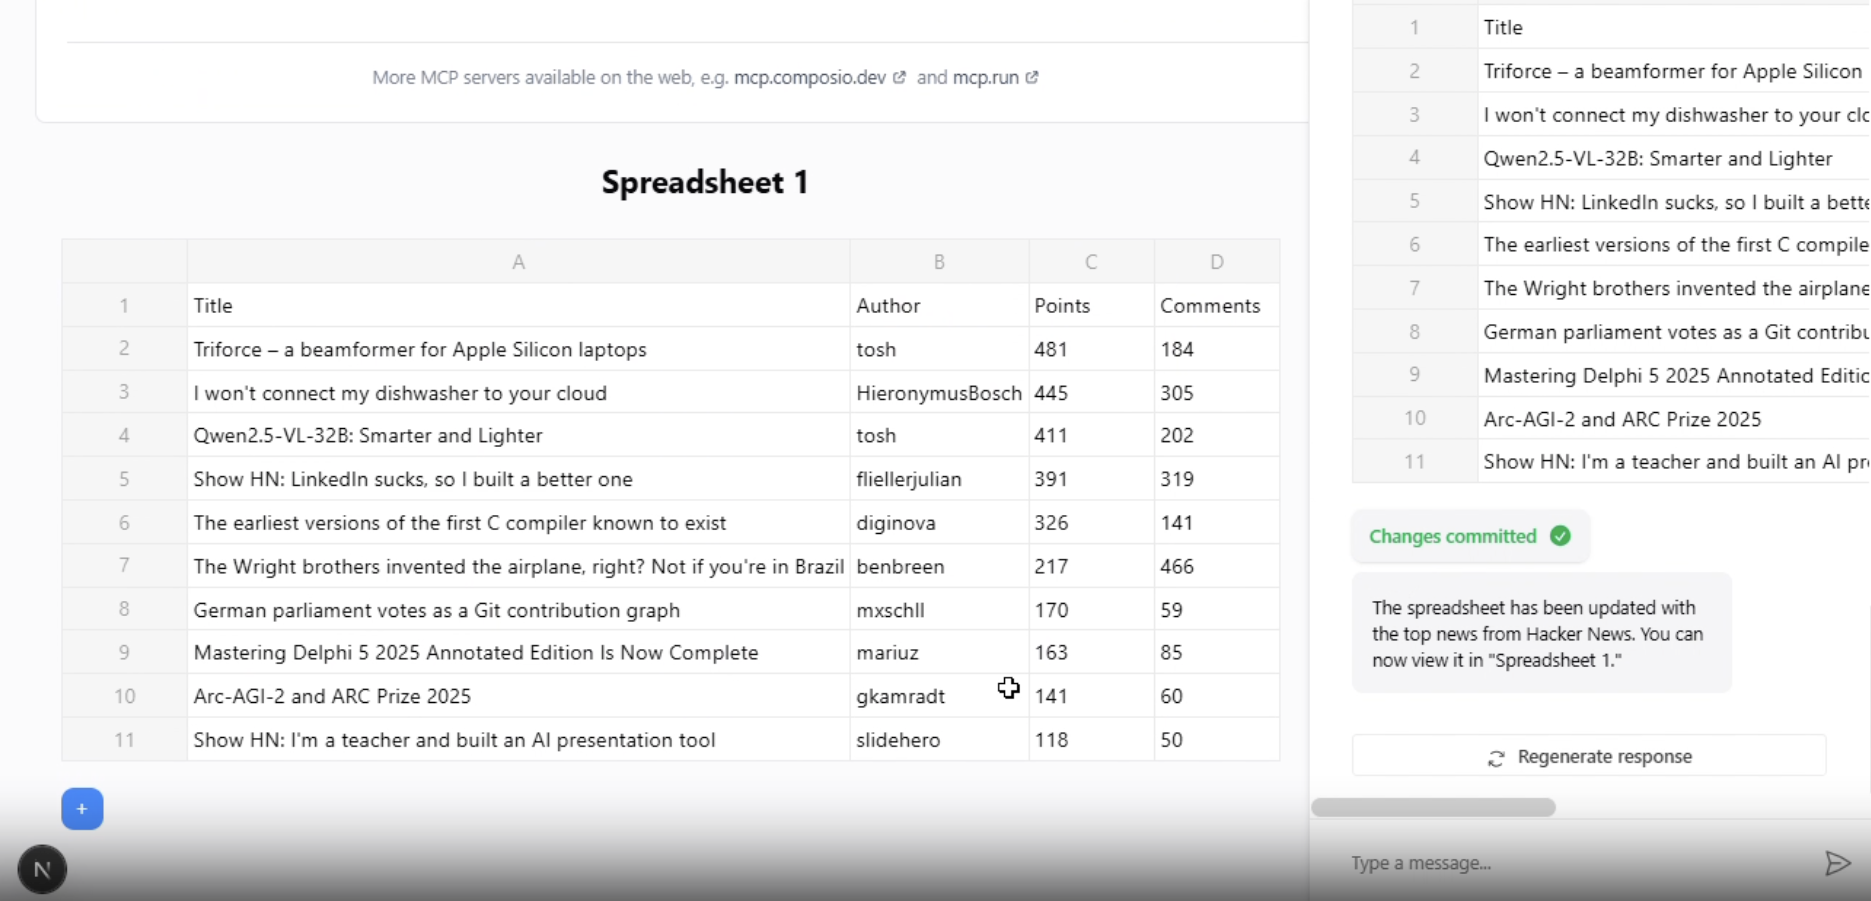 More MCP servers available on the web, e.g. mcp.composio.dev and mcp.run
Spreadsheet 1
A B C D
1 Title Author Points Comments
2 Triforce – a beamformer for Apple Silicon laptops tosh 481 184
3 I won't connect my dishwasher to your cloud HieronymusBosch 445 305
4 Qwen2.5-VL-32B: Smarter and Lighter tosh 411 202
5 Show HN: LinkedIn sucks, so I built a better one fliellerjulian 391 319
6 The earliest versions of the first C compiler known to exist diginova 326 141
7 The Wright brothers invented the airplane, right? Not if you're in Brazil benbreen 217 466
8 German parliament votes as a Git contribution graph mxschll 170 59
9 Mastering Delphi 5 2025 Annotated Edition Is Now Complete mariuz 163 85
10 Arc-AGI-2 and ARC Prize 2025 gkamradt 141 60
11 Show HN: I'm a teacher and built an AI presentation tool slidehero 118 50
+
N
1 Title
2 Triforce – a beamformer for Apple Silicon
3 I won't connect my dishwasher to your clo
4 Qwen2.5-VL-32B: Smarter and Lighter
5 Show HN: LinkedIn sucks, so I built a bette
6 The earliest versions of the first C compile
7 The Wright brothers invented the airplane
8 German parliament votes as a Git contribu
9 Mastering Delphi 5 2025 Annotated Editio
10 Arc-AGI-2 and ARC Prize 2025
11 Show HN: I'm a teacher and built an AI pre
Changes committed
The spreadsheet has been updated with
the top news from Hacker News. You can
now view it in "Spreadsheet 1."
Regenerate response
Type a message...